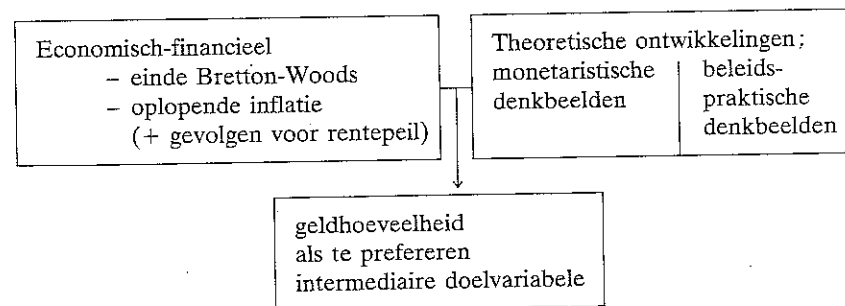 Economisch-financieel
– einde Bretton-Woods
– oplopende inflatie
(+ gevolgen voor rentepeil)
Theoretische ontwikkelingen;
monetaristische
denkbeelden
beleids-
praktische
denkbeelden
geldhoeveelheid
als te prefereren
intermediaire doelvariabele